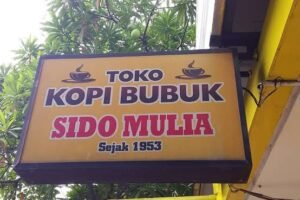 TOKO
KOPI BUBUK
SIDO MULIA
Sejak 1953